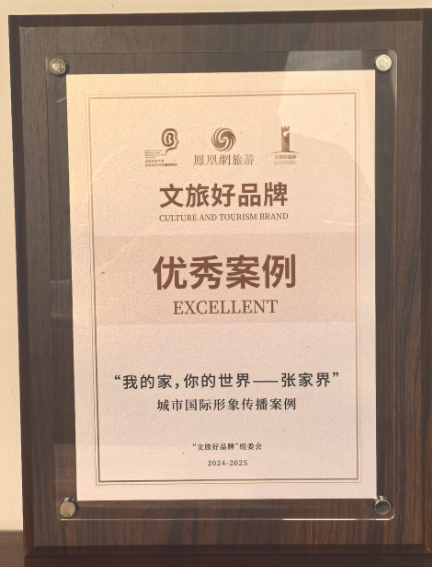 鳳凰網旅游
文旅好品牌
CULTURE AND TOURISM BRAND
优秀案例
EXCELLENT
“我的家,你的世界——张家界”
城市国际形象传播案例
“文旅好品牌”组委会
2024-2025